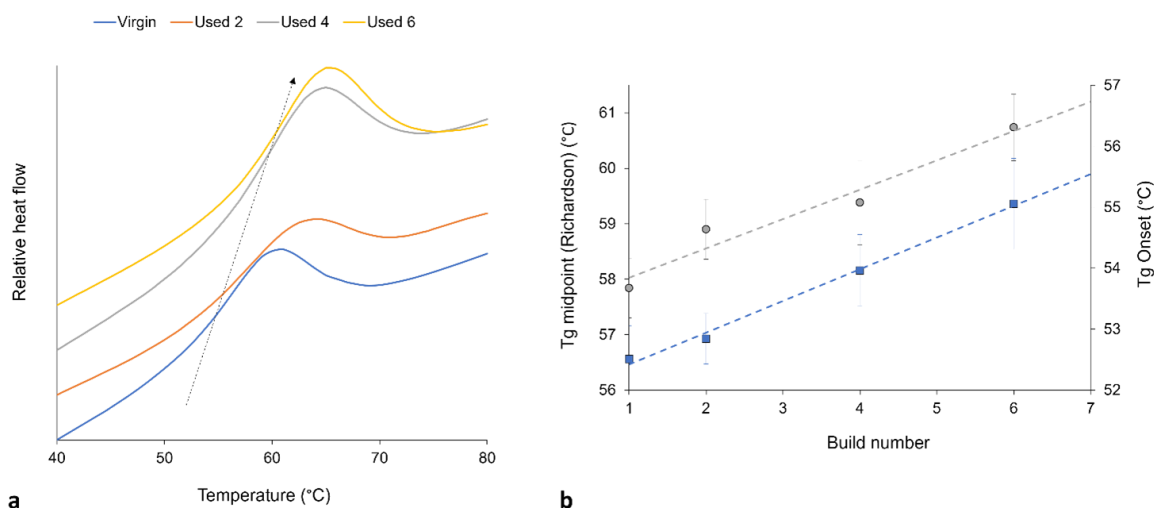 Virgin Used 2 Used 4 Used 6
Relative heat flow
40 50 60 70 80
Temperature (°C)
a
61
60
59
58
57
56
Tg midpoint (Richardson) (°C)
57
56
55
54
53
52
Tg Onset (°C)
1 2 3 4 5 6 7
Build number
b